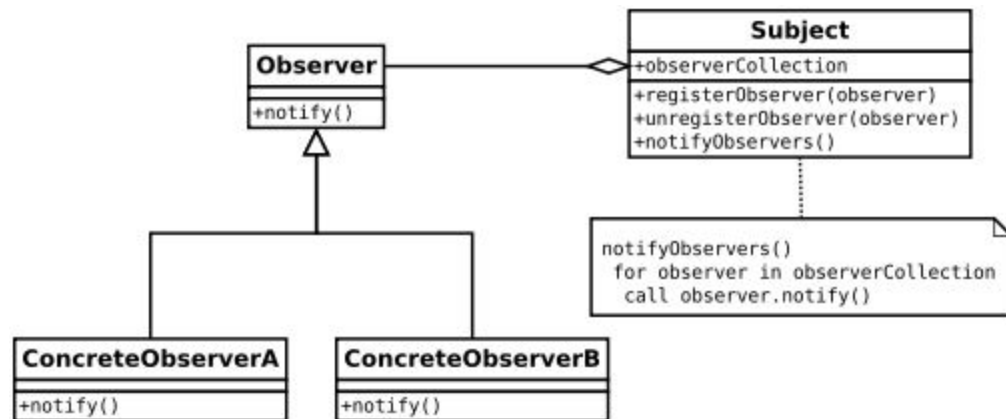 Subject
+observerCollection
+registerObserver(observer)
+unregisterObserver(observer)
+notifyObservers()
Observer
+notify()
notifyObservers()
for observer in observerCollection
call observer.notify()
ConcreteObserverA
+notify()
ConcreteObserverB
+notify()